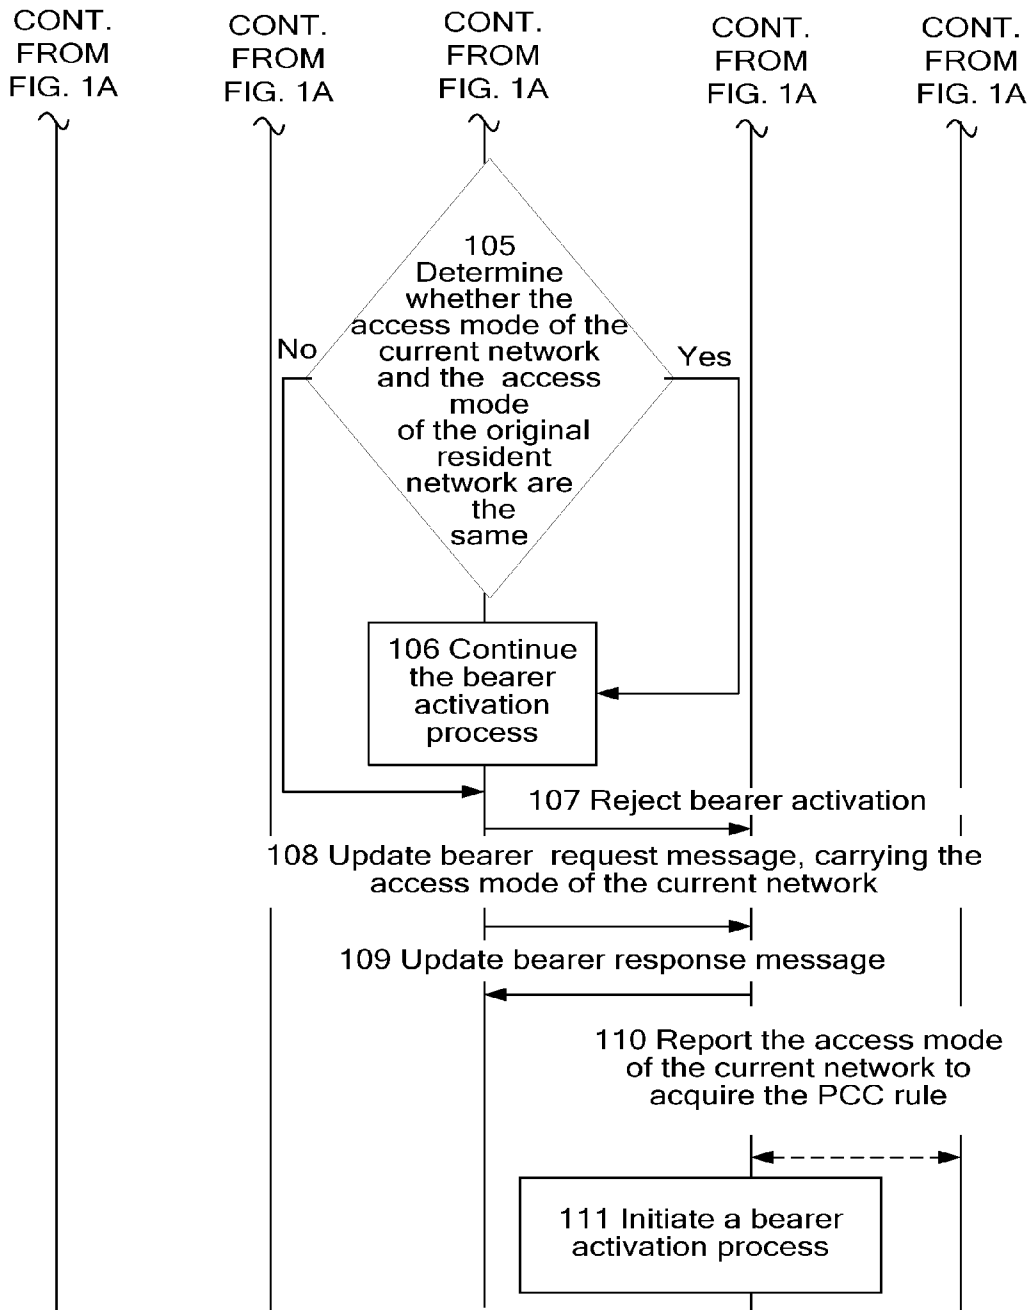 CONT.
FROM
FIG. 1A
CONT.
FROM
FIG. 1A
CONT.
FROM
FIG. 1A
CONT.
FROM
FIG. 1A
CONT.
FROM
FIG. 1A
105
Determine
whether the
access mode of the
current network
and the access
mode
of the original
resident
network are
the
same
No
Yes
106 Continue
the bearer
activation
process
107 Reject bearer activation
108 Update bearer request message, carrying the
access mode of the current network
109 Update bearer response message
110 Report the access mode
of the current network to
acquire the PCC rule
111 Initiate a bearer
activation process